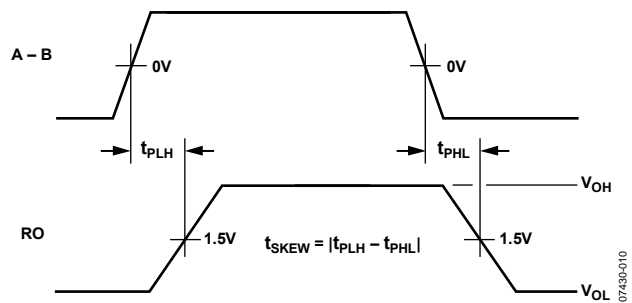 A – B
0V
0V
tPLH
tPHL
VOH
RO
1.5V
tSKEW = |tPLH – tPHL|
1.5V
VOL
07430-010